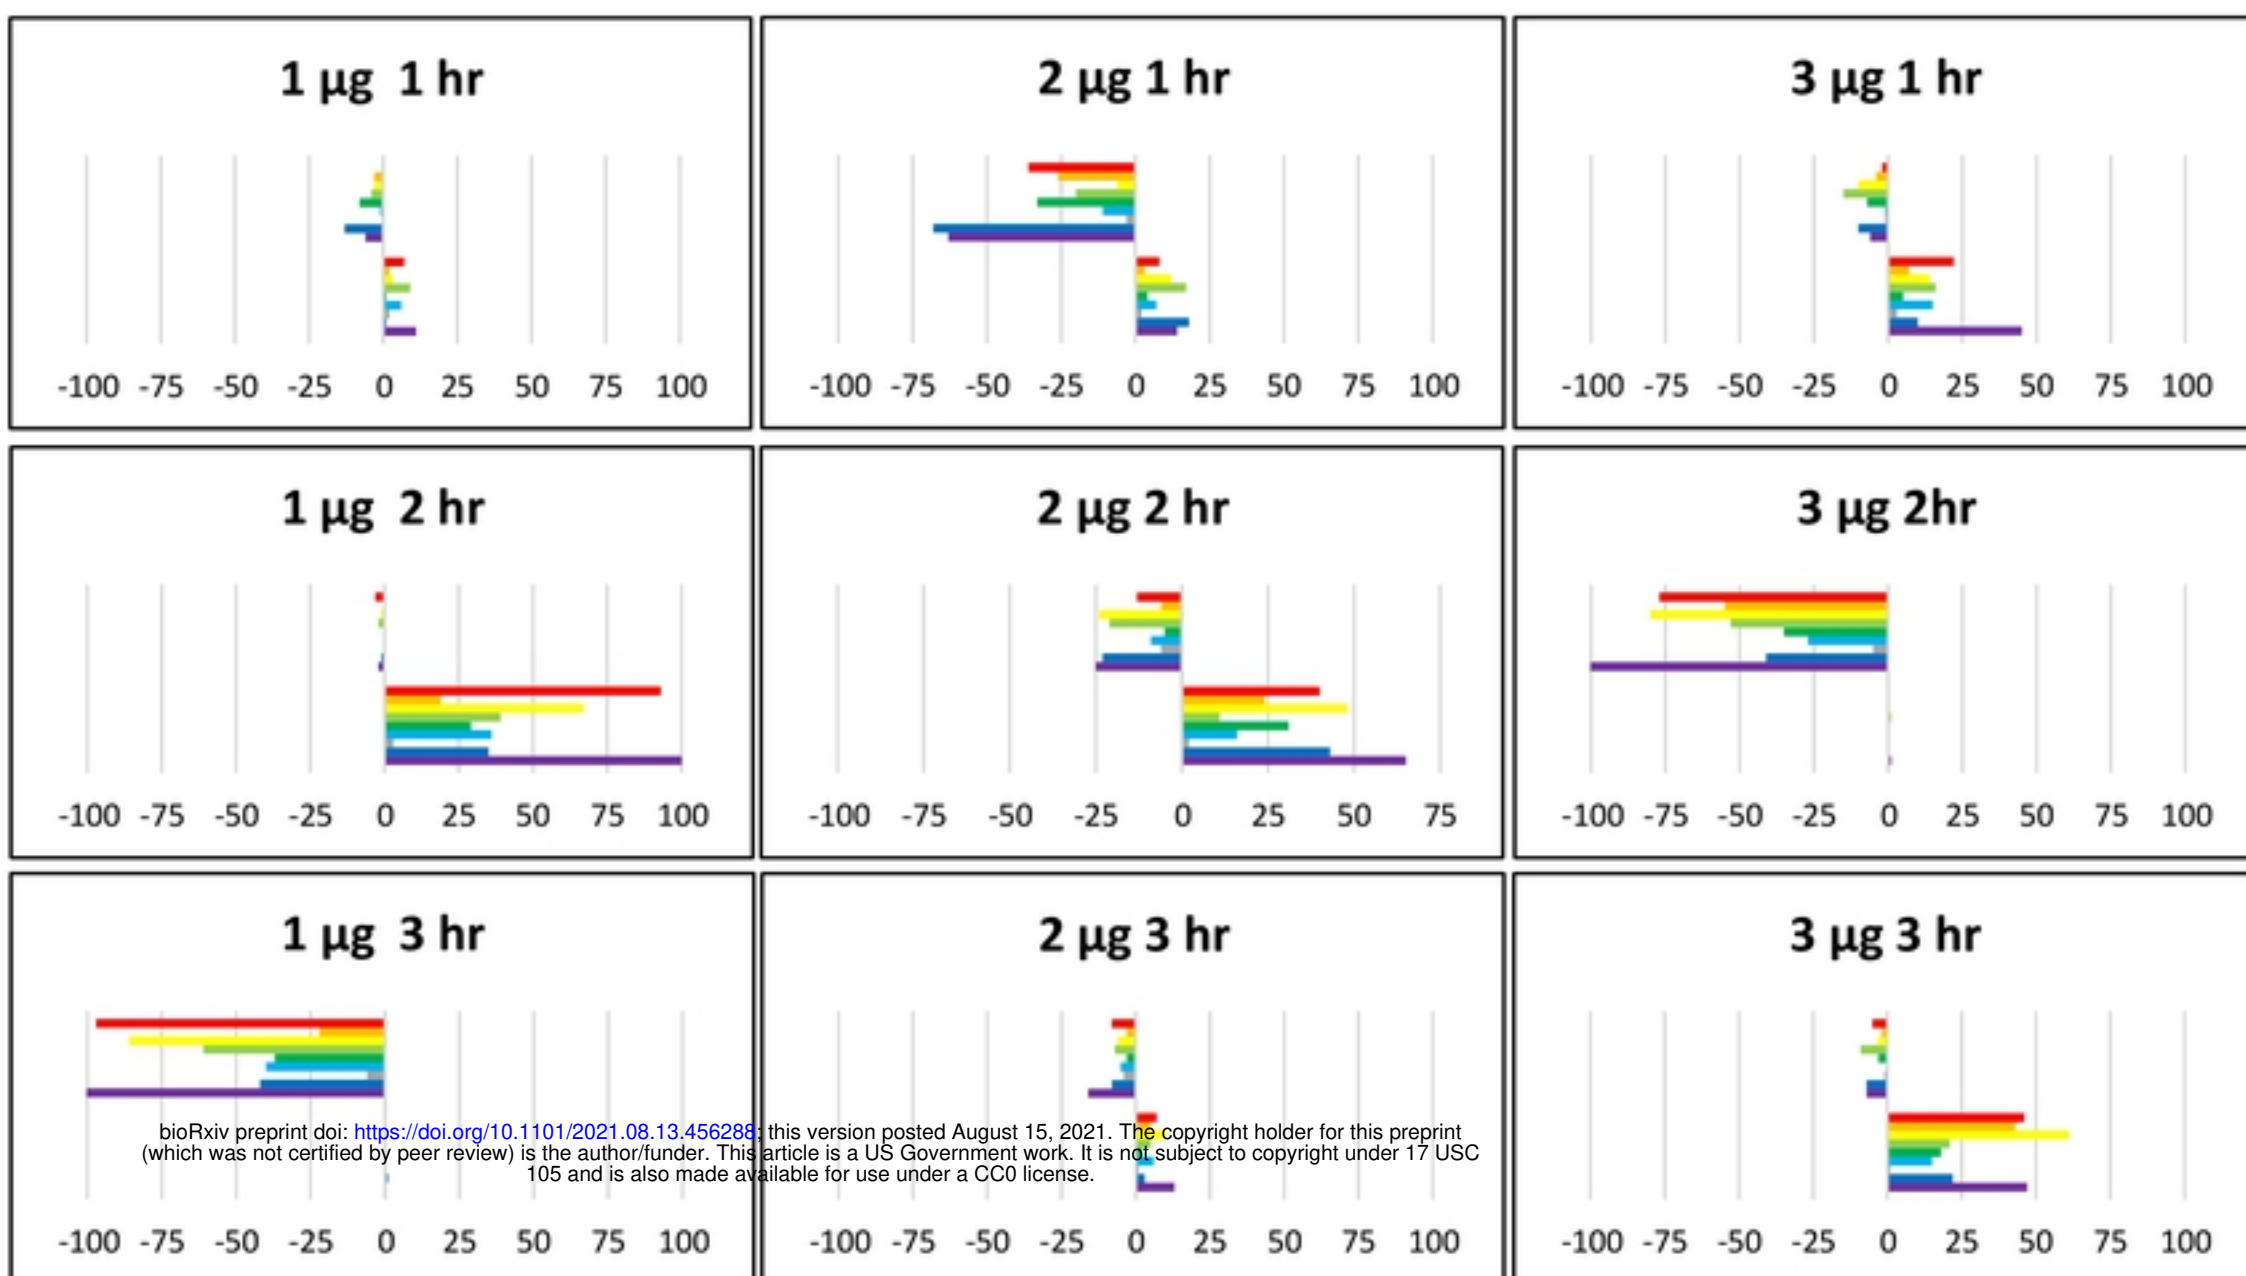 1 µg 1 hr
2 µg 1 hr
3 µg 1 hr
-100 -75 -50 -25 0 25 50 75 100
-100 -75 -50 -25 0 25 50 75 100
-100 -75 -50 -25 0 25 50 75 100
1 µg 2 hr
2 µg 2 hr
3 µg 2hr
-100 -75 -50 -25 0 25 50 75 100
-100 -75 -50 -25 0 25 50 75
-100 -75 -50 -25 0 25 50 75 100
1 µg 3 hr
2 µg 3 hr
3 µg 3 hr
bioRxiv preprint doi: https://doi.org/10.1101/2021.08.13.456288; this version posted August 15, 2021. The copyright holder for this preprint
(which was not certified by peer review) is the author/funder. This article is a US Government work. It is not subject to copyright under 17 USC
105 and is also made available for use under a CC0 license.
-100 -75 -50 -25 0 25 50 75 100
-100 -75 -50 -25 0 25 50 75 100
-100 -75 -50 -25 0 25 50 75 100